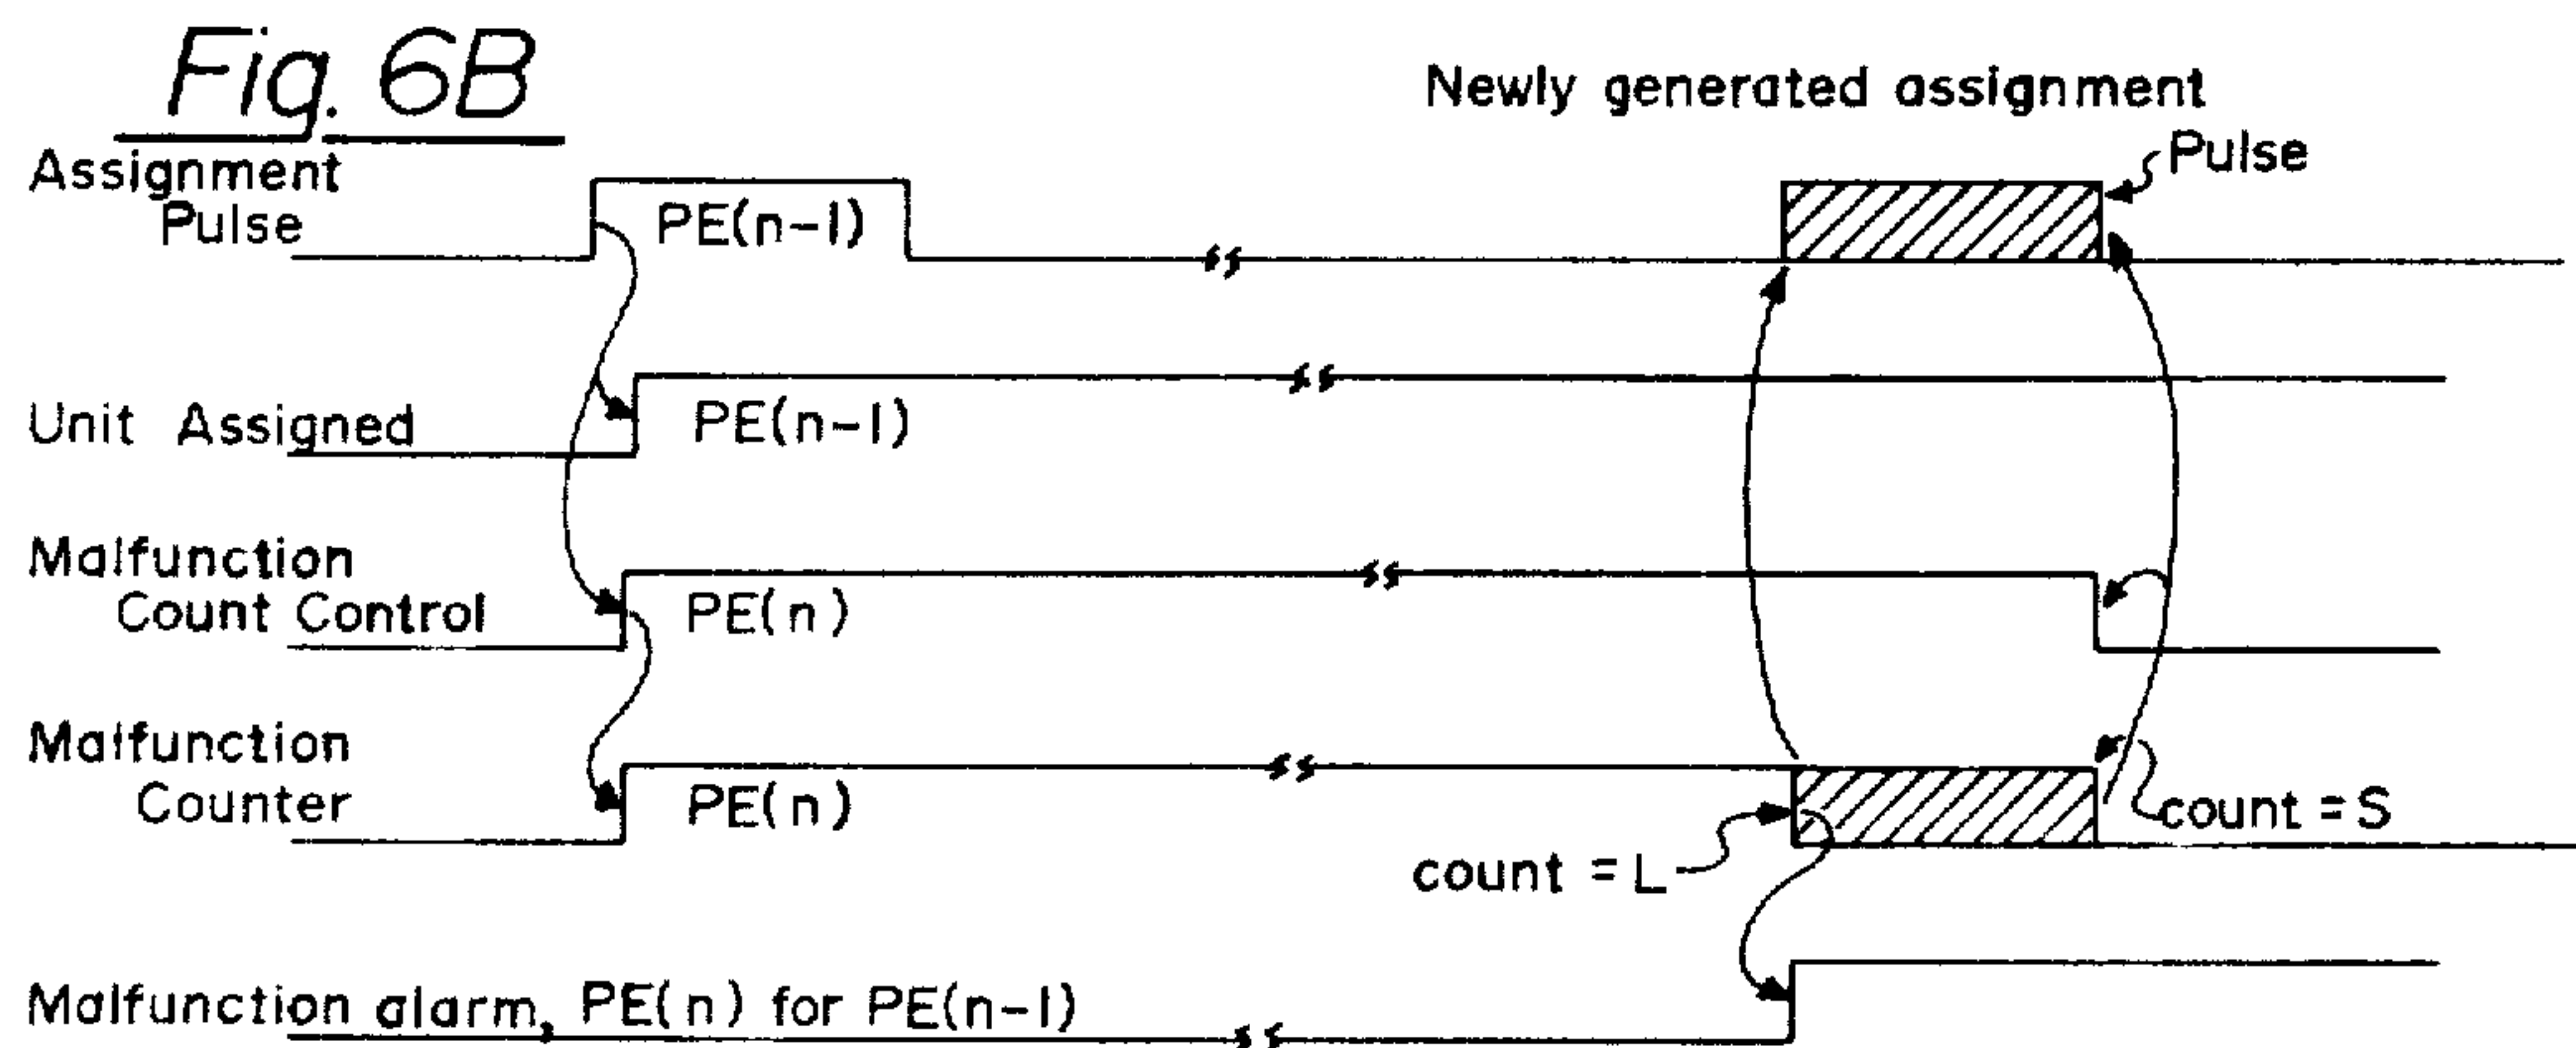 Fig. 6B
Newly generated assignment
Pulse
Assignment
Pulse
PE(n-1)
Unit Assigned
PE(n-1)
Malfunction
Count Control
PE(n)
Malfunction
Counter
PE(n)
count = S
count = L
Malfunction alarm, PE(n) for PE(n-1)